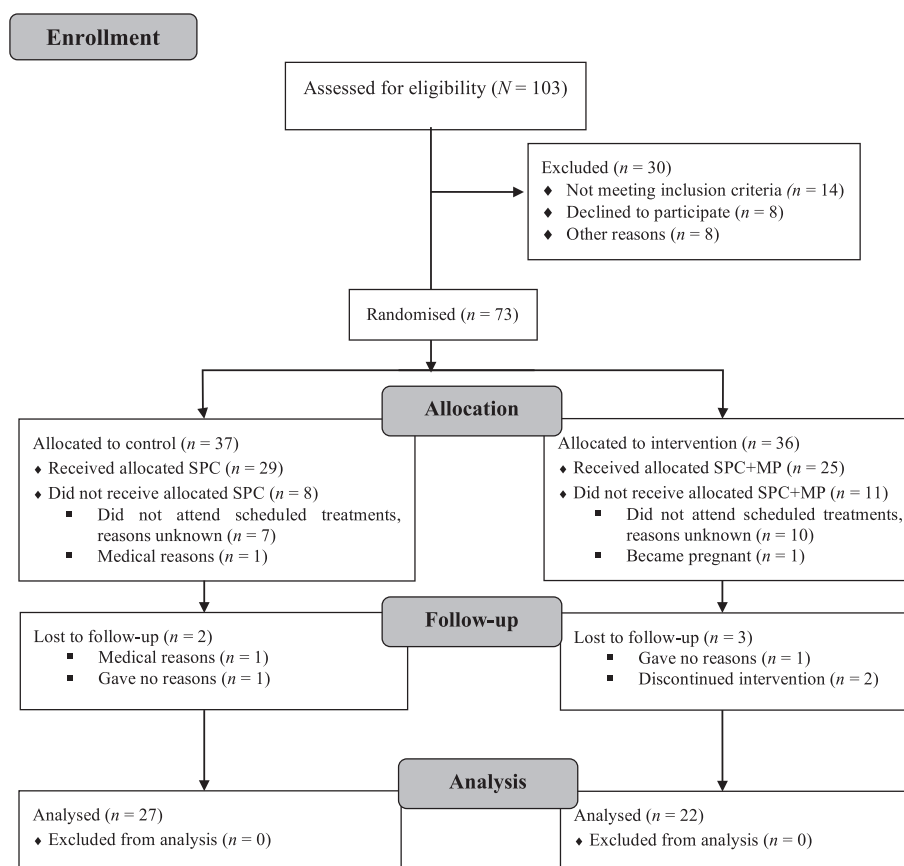 Enrollment
Assessed for eligibility (N = 103)
Excluded (n = 30)
♦ Not meeting inclusion criteria (n = 14)
♦ Declined to participate (n = 8)
♦ Other reasons (n = 8)
Randomised (n = 73)
Allocation
Allocated to control (n = 37)
♦ Received allocated SPC (n = 29)
♦ Did not receive allocated SPC (n = 8)
▪ Did not attend scheduled treatments,
reasons unknown (n = 7)
▪ Medical reasons (n = 1)
Allocated to intervention (n = 36)
♦ Received allocated SPC+MP (n = 25)
♦ Did not receive allocated SPC+MP (n = 11)
▪ Did not attend scheduled treatments,
reasons unknown (n = 10)
▪ Became pregnant (n = 1)
Follow-up
Lost to follow-up (n = 2)
▪ Medical reasons (n = 1)
▪ Gave no reasons (n = 1)
Lost to follow-up (n = 3)
▪ Gave no reasons (n = 1)
▪ Discontinued intervention (n = 2)
Analysis
Analysed (n = 27)
♦ Excluded from analysis (n = 0)
Analysed (n = 22)
♦ Excluded from analysis (n = 0)